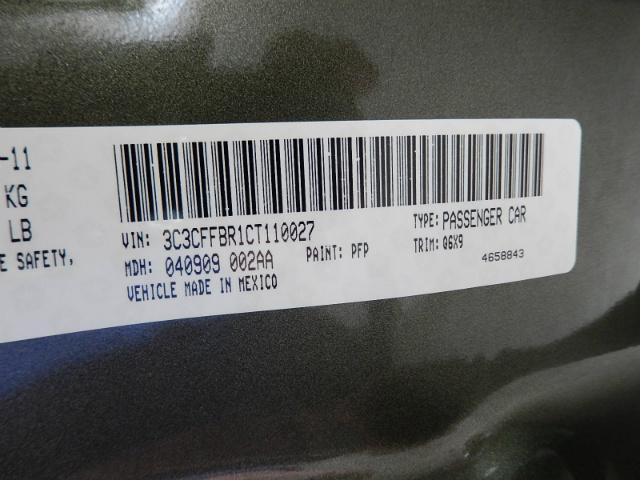 -11
KG
LB
E SAFETY,
VIN: 3C3CFFBR1CT110027
TYPE: PASSENGER CAR
MDH: 040909 002AA
PAINT: PFP
TRIM: Q6X9
VEHICLE MADE IN MEXICO
4658843